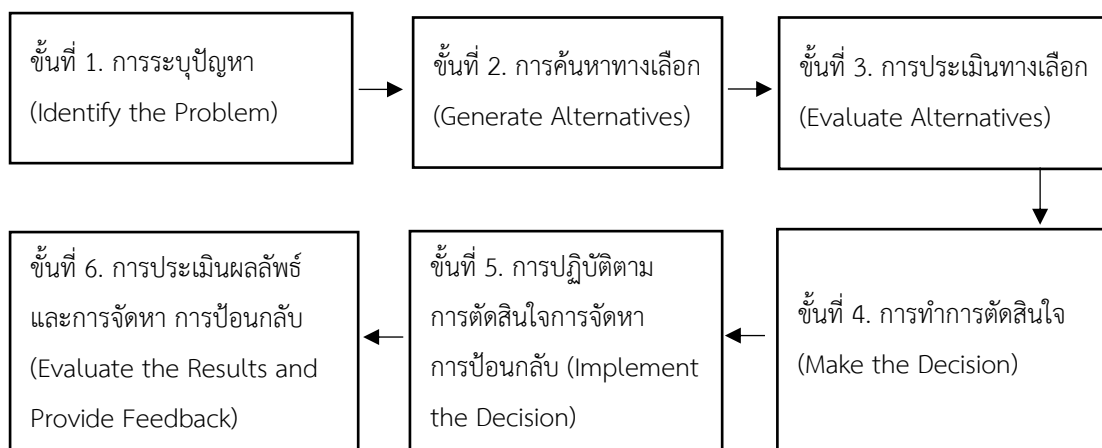 ขั้นที่ 1. การระบุปัญหา
(Identify the Problem)
ขั้นที่ 2. การค้นหาทางเลือก
(Generate Alternatives)
ขั้นที่ 3. การประเมินทางเลือก
(Evaluate Alternatives)
ขั้นที่ 4. การทำการตัดสินใจ
(Make the Decision)
ขั้นที่ 5. การปฏิบัติตาม
การตัดสินใจการจัดหา
การป้อนกลับ (Implement
the Decision)
ขั้นที่ 6. การประเมินผลลัพธ์
และการจัดหา การป้อนกลับ
(Evaluate the Results and
Provide Feedback)